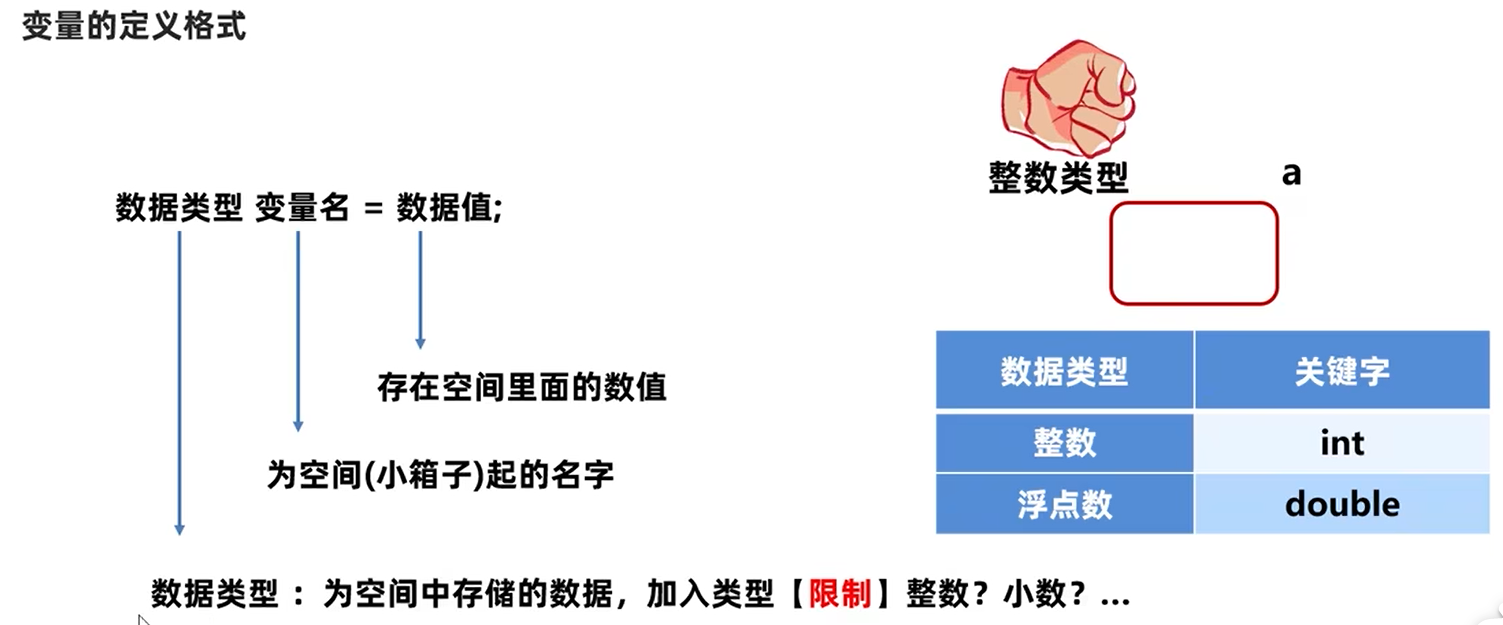 变量的定义格式
整数类型
a
数据类型 变量名 = 数据值;
存在空间里面的数值
为空间(小箱子)起的名字
数据类型 关键字
整数 int
浮点数 double
数据类型 ： 为空间中存储的数据，加入类型【限制】整数？小数？...